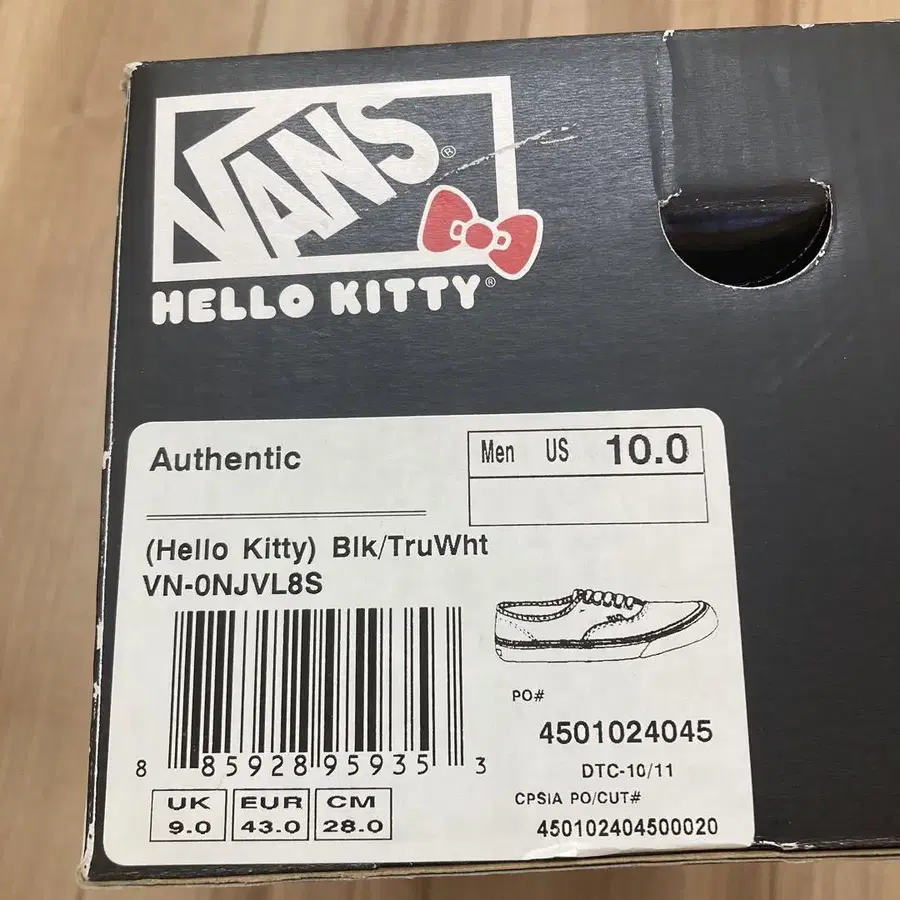 VANS®
HELLO KITTY®
Authentic
Men US 10.0
(Hello Kitty) Blk/TruWht
VN-0NJVL8S
PO#
4501024045
8 85928 95935 3
DTC-10/11
CPSIA PO/CUT#
450102404500020
UK EUR CM
9.0 43.0 28.0